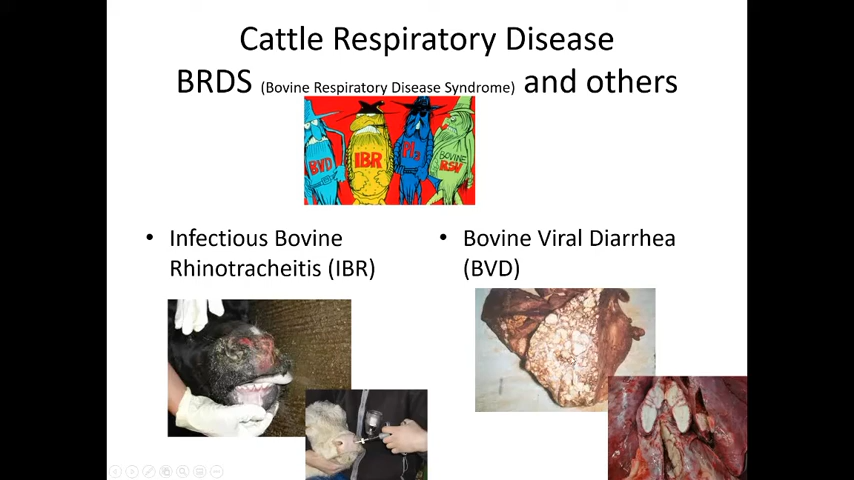 Cattle Respiratory Disease
BRDS (Bovine Respiratory Disease Syndrome) and others
BVD
IBR
PI3
BOVINE
RSV
• Infectious Bovine
Rhinotracheitis (IBR)
• Bovine Viral Diarrhea
(BVD)